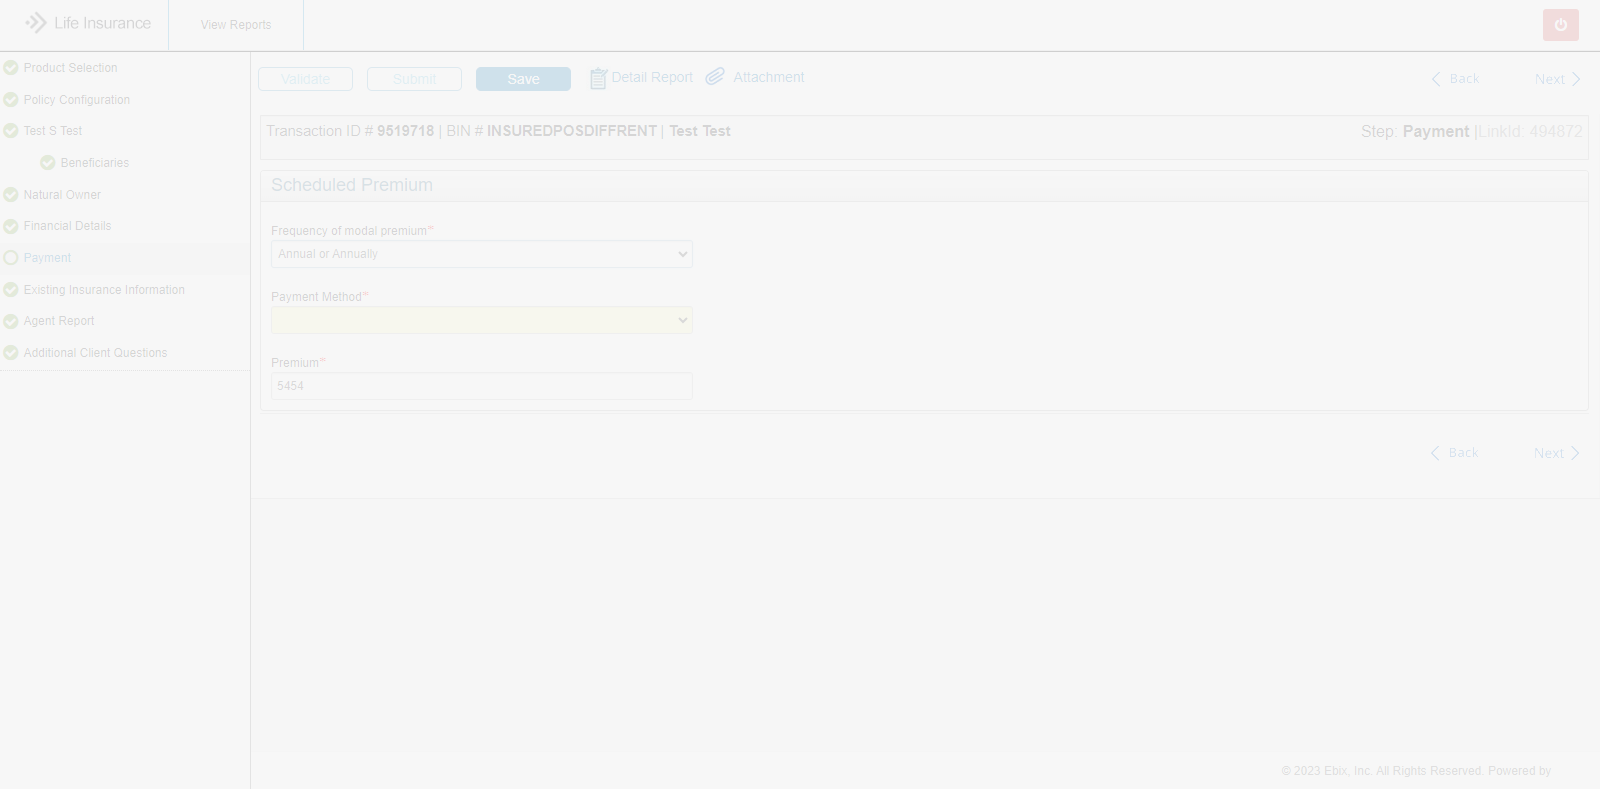 Life Insurance
View Reports
Product Selection
Policy Configuration
Test S Test
Beneficiaries
Natural Owner
Financial Details
Payment
Existing Insurance Information
Agent Report
Additional Client Questions
Validate
Submit
Save
Detail Report
Attachment
Back
Next
Transaction ID # 9519718 | BIN # INSUREDPOSDIFFRENT | Test Test
Step: Payment |LinkId: 494872
Scheduled Premium
Frequency of modal premium*
Annual or Annually
Payment Method*
Premium*
5454
Back
Next
© 2023 Ebix, Inc. All Rights Reserved. Powered by